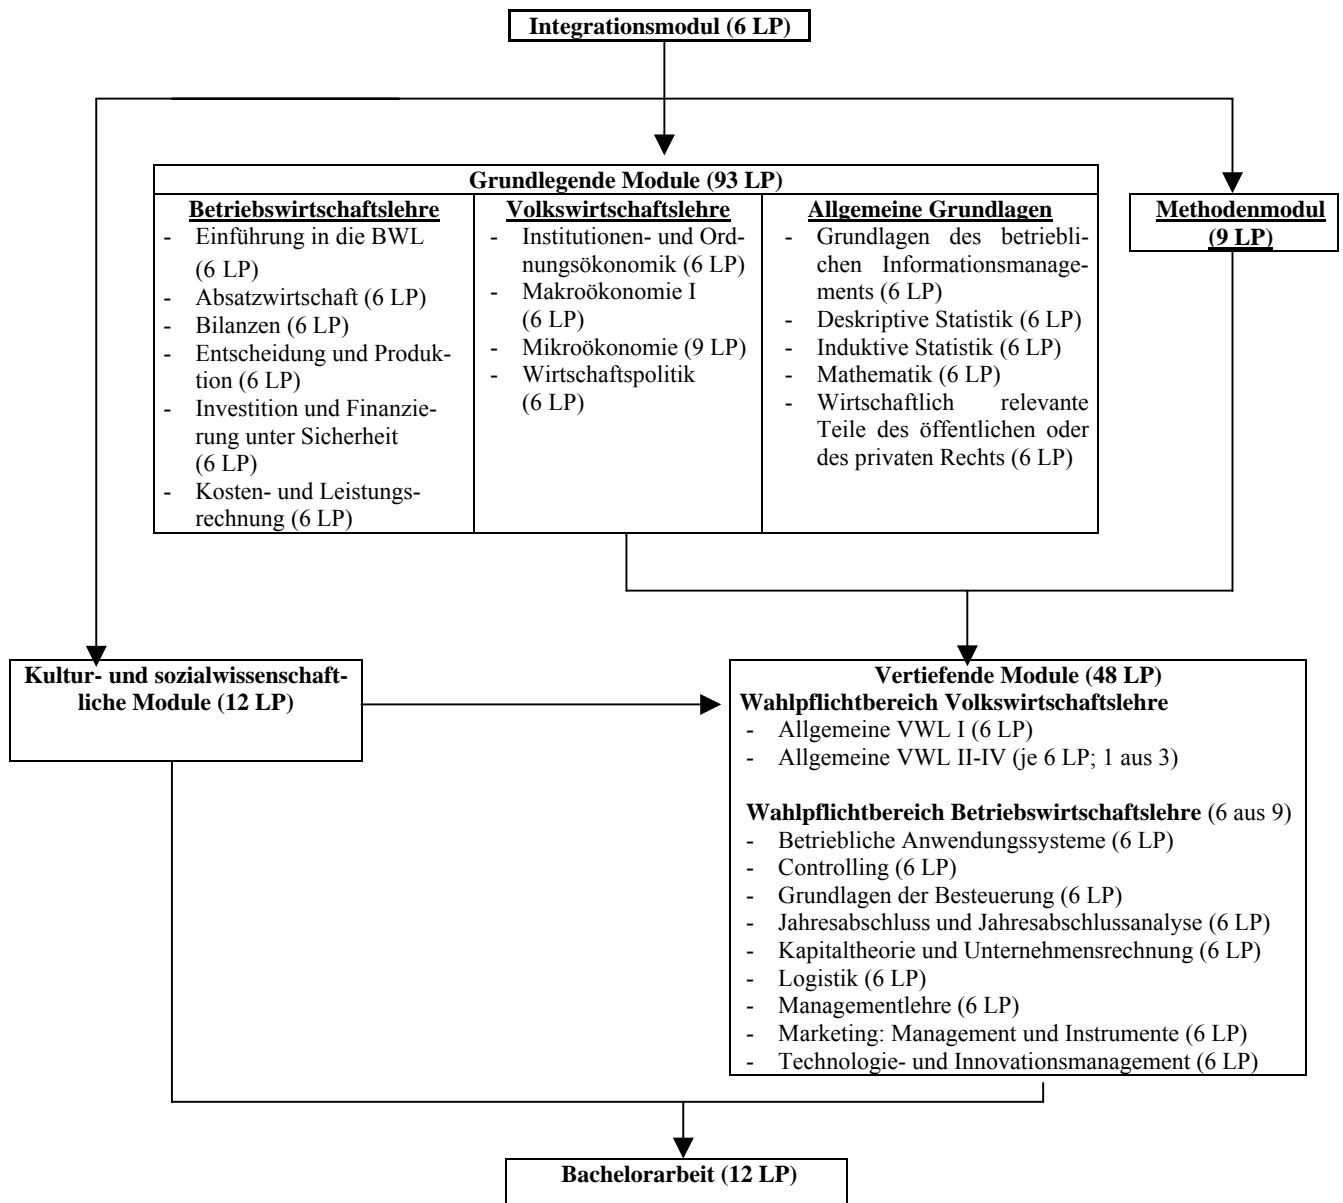 Integrationsmodul (6 LP)
Grundlegende Module (93 LP)
Betriebswirtschaftslehre
- Einführung in die BWL
(6 LP)
- Absatzwirtschaft (6 LP)
- Bilanzen (6 LP)
- Entscheidung und Produk-
tion (6 LP)
- Investition und Finanzie-
rung unter Sicherheit
(6 LP)
- Kosten- und Leistungs-
rechnung (6 LP)
Volkswirtschaftslehre
- Institutionen- und Ord-
nungsökonomik (6 LP)
- Makroökonomie I
(6 LP)
- Mikroökonomie (9 LP)
- Wirtschaftspolitik
(6 LP)
Allgemeine Grundlagen
- Grundlagen des betriebli-
chen Informationsmanage-
ments (6 LP)
- Deskriptive Statistik (6 LP)
- Induktive Statistik (6 LP)
- Mathematik (6 LP)
- Wirtschaftlich relevante
Teile des öffentlichen oder
des privaten Rechts (6 LP)
Methodenmodul
(9 LP)
Kultur- und sozialwissenschaft-
liche Module (12 LP)
Vertiefende Module (48 LP)
Wahlpflichtbereich Volkswirtschaftslehre
- Allgemeine VWL I (6 LP)
- Allgemeine VWL II-IV (je 6 LP; 1 aus 3)
Wahlpflichtbereich Betriebswirtschaftslehre (6 aus 9)
- Betriebliche Anwendungssysteme (6 LP)
- Controlling (6 LP)
- Grundlagen der Besteuerung (6 LP)
- Jahresabschluss und Jahresabschlussanalyse (6 LP)
- Kapitaltheorie und Unternehmensrechnung (6 LP)
- Logistik (6 LP)
- Managementlehre (6 LP)
- Marketing: Management und Instrumente (6 LP)
- Technologie- und Innovationsmanagement (6 LP)
Bachelorarbeit (12 LP)